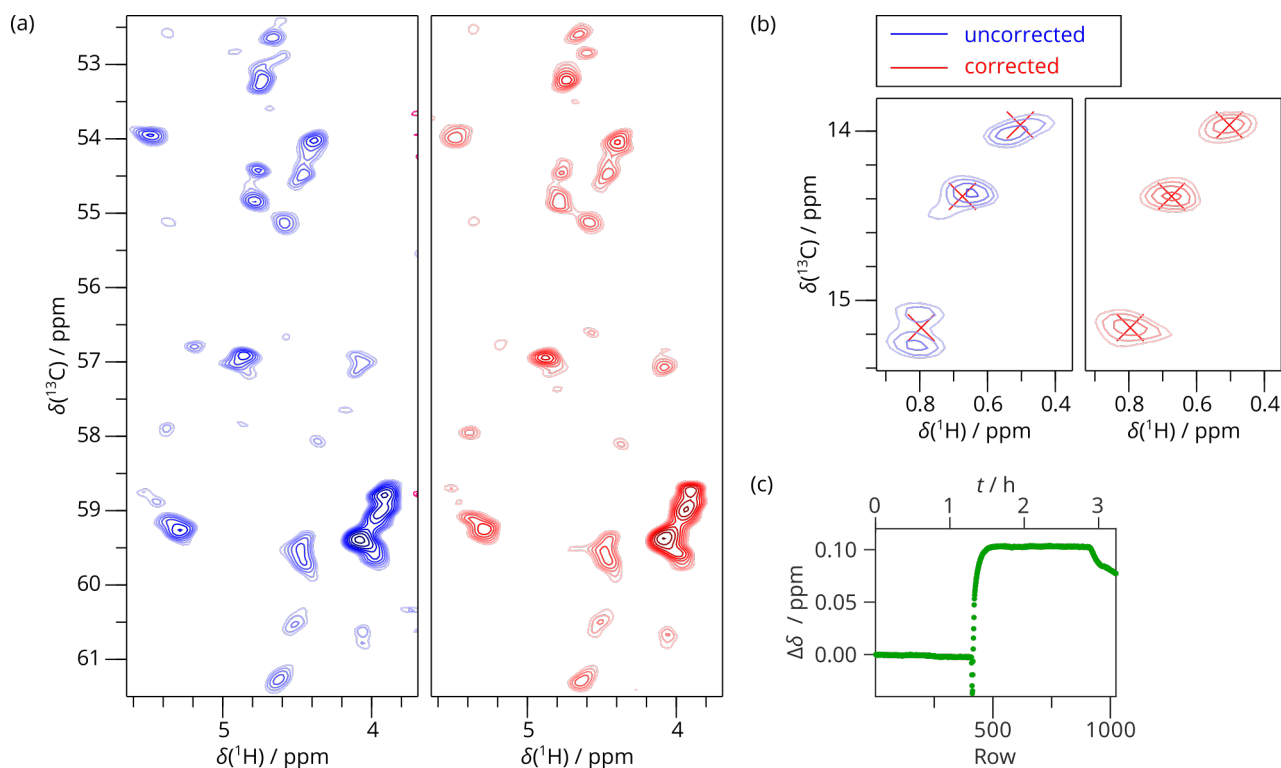 (a)
53
54
55
56
57
58
59
60
61
δ(¹³C) / ppm
5
4
5
4
δ(¹H) / ppm
δ(¹H) / ppm
(b)
uncorrected
corrected
14
15
δ(¹³C) / ppm
0.8
0.6
0.4
0.8
0.6
0.4
δ(¹H) / ppm
δ(¹H) / ppm
(c)
t / h
0
1
2
3
0.10
0.05
0.00
Δδ / ppm
500
1000
Row